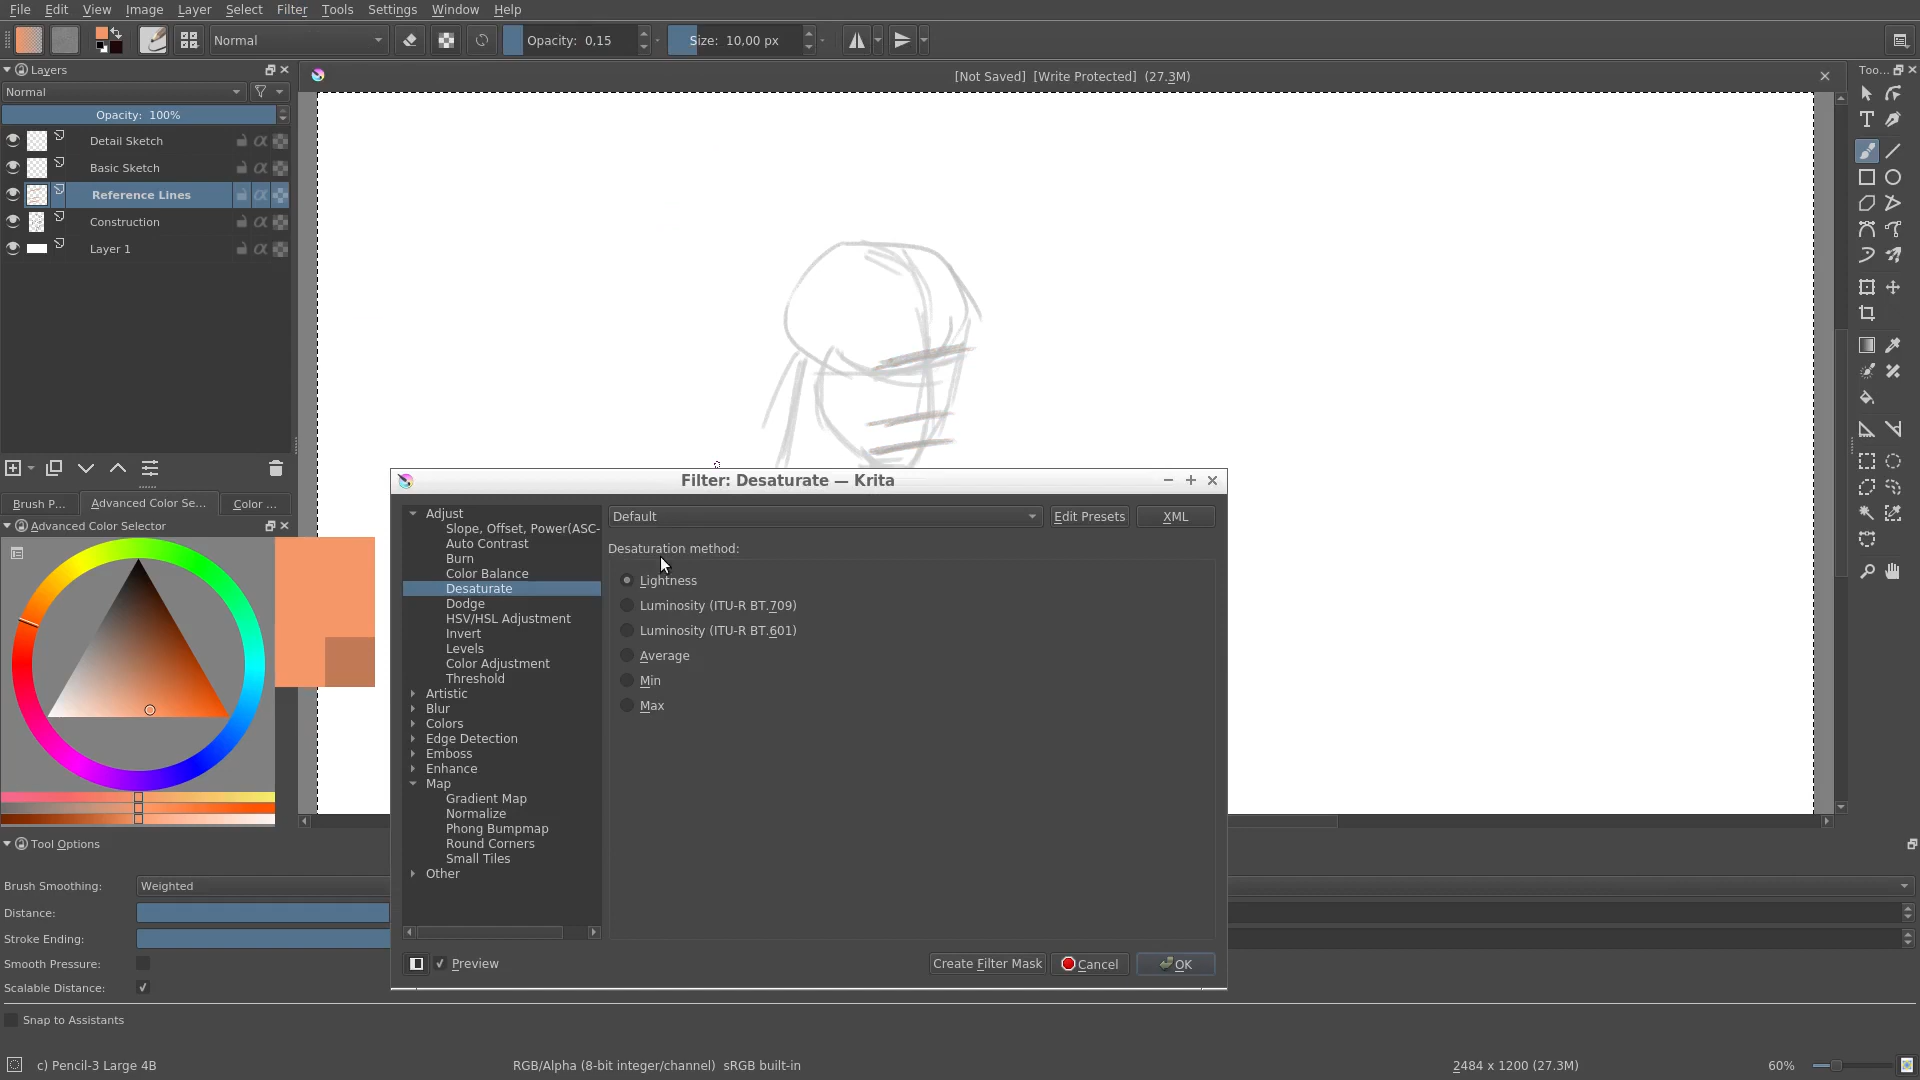 File Edit View Image Layer Select Filter Tools Settings Window Help
Normal Opacity: 0.15 Size: 10,00 px
Layers
[Not Saved] [Write Protected] (27.3M)
Too...
Normal
Opacity: 100%
Detail Sketch
Basic Sketch
Reference Lines
Construction
Layer 1
Brush P... Advanced Color Se... Color ...
Advanced Color Selector
Filter: Desaturate — Krita
Adjust
Slope, Offset, Power(ASC-
Auto Contrast
Burn
Color Balance
Desaturate
Dodge
HSV/HSL Adjustment
Invert
Levels
Color Adjustment
Threshold
Artistic
Blur
Colors
Edge Detection
Emboss
Enhance
Map
Gradient Map
Normalize
Phong Bumpmap
Round Corners
Small Tiles
Other
Default Edit Presets XML
Desaturation method:
Lightness
Luminosity (ITU-R BT.709)
Luminosity (ITU-R BT.601)
Average
Min
Max
Preview Create Filter Mask Cancel OK
Tool Options
Brush Smoothing: Weighted
Distance:
Stroke Ending:
Smooth Pressure:
Scalable Distance:
Snap to Assistants
c) Pencil-3 Large 4B RGB/Alpha (8-bit integer/channel) sRGB built-in 2484 x 1200 (27.3M) 60%